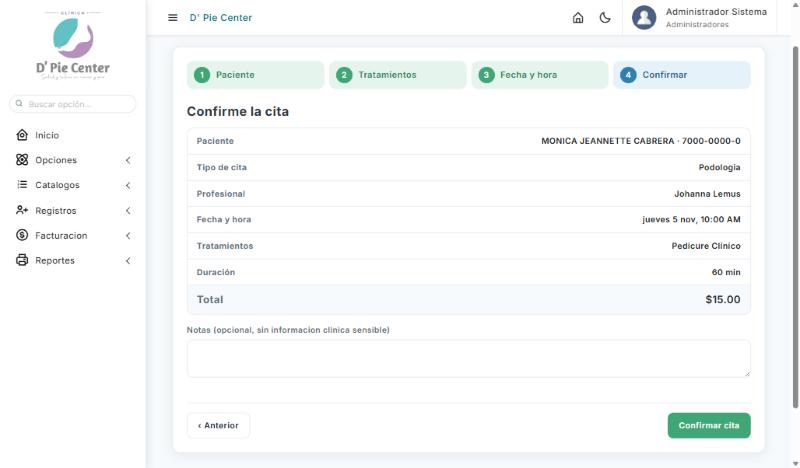 CLINICA
D' Pie Center
Buscar opción...
Inicio
Opciones
Catalogos
Registros
Facturacion
Reportes
D' Pie Center
Administrador Sistema
Administradores
1 Paciente
2 Tratamientos
3 Fecha y hora
4 Confirmar
Confirme la cita
Paciente MONICA JEANNETTE CABRERA · 7000-0000-0
Tipo de cita Podologia
Profesional Johanna Lemus
Fecha y hora jueves 5 nov, 10:00 AM
Tratamientos Pedicure Clinico
Duración 60 min
Total $15.00
Notas (opcional, sin informacion clinica sensible)
‹ Anterior
Confirmar cita